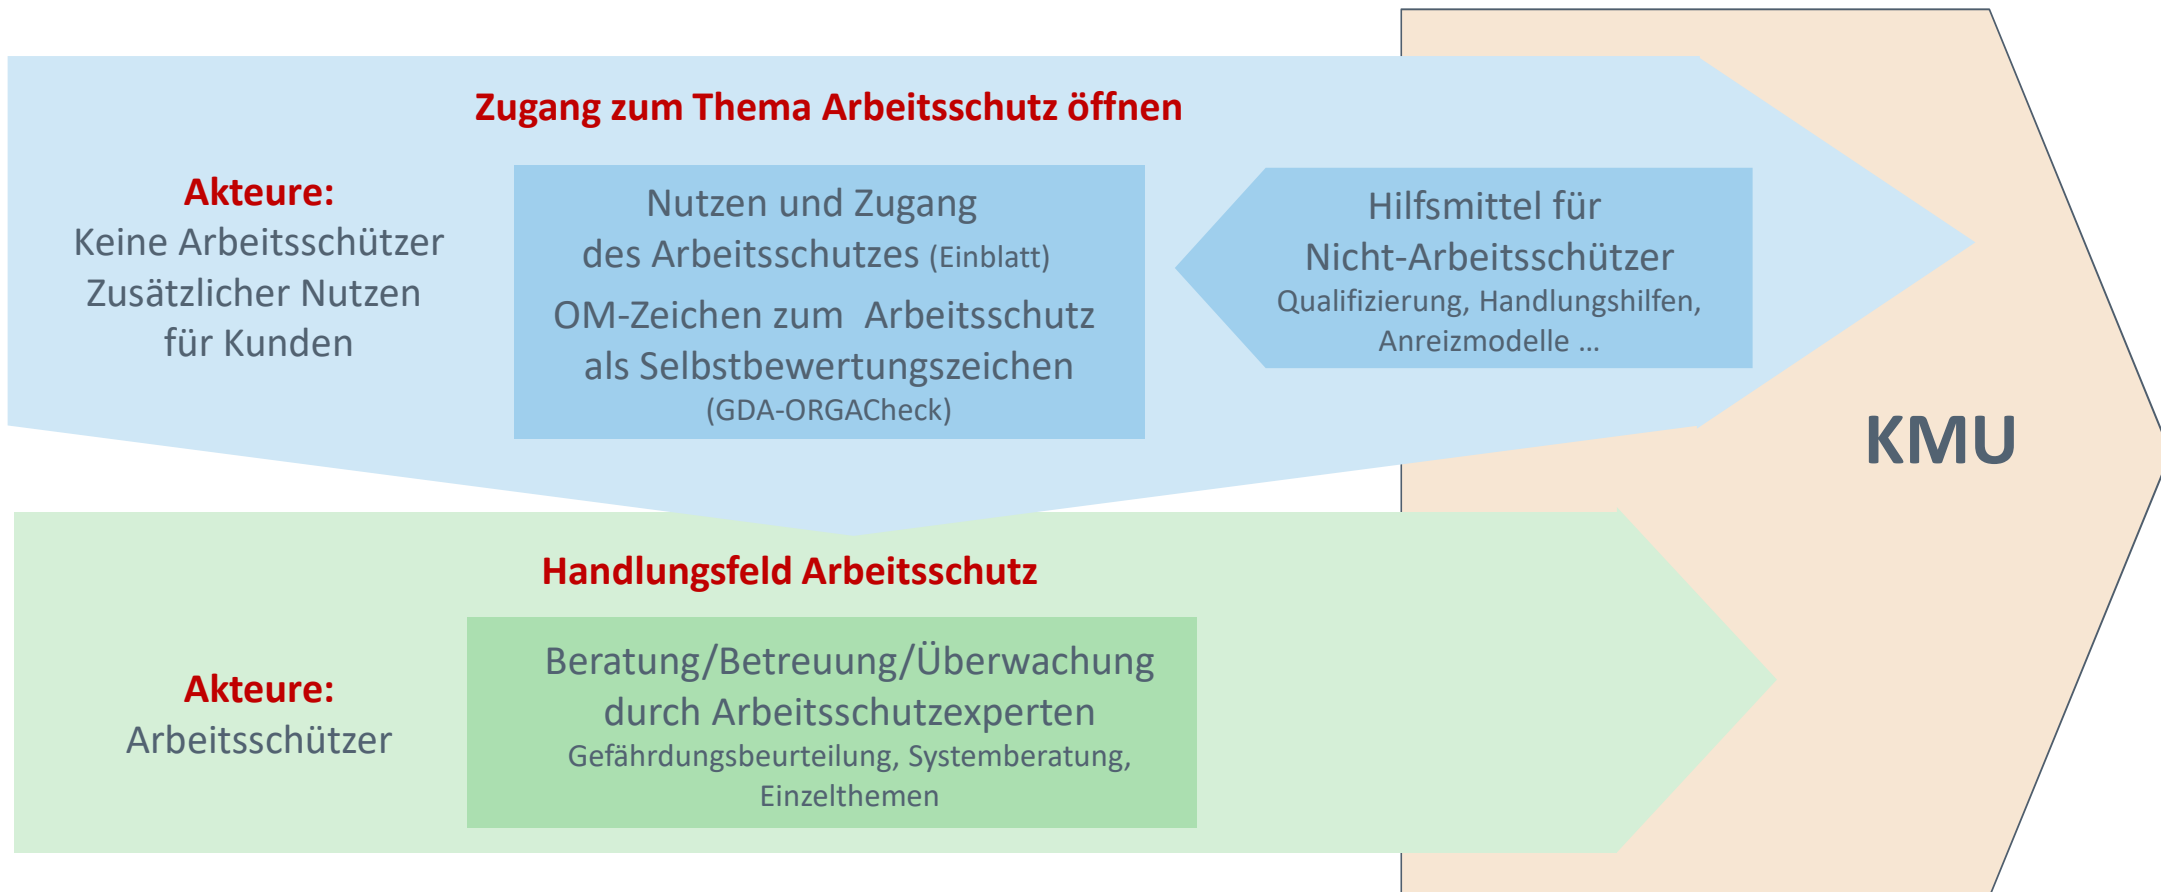 Zugang zum Thema Arbeitsschutz öffnen
Akteure:
Keine Arbeitsschützer
Zusätzlicher Nutzen
für Kunden
Nutzen und Zugang
des Arbeitsschutzes (Einblatt)
OM-Zeichen zum Arbeitsschutz
als Selbstbewertungszeichen
(GDA-ORGACheck)
Hilfsmittel für
Nicht-Arbeitsschützer
Qualifizierung, Handlungshilfen,
Anreizmodelle ...
KMU
Handlungsfeld Arbeitsschutz
Akteure:
Arbeitsschützer
Beratung/Betreuung/Überwachung
durch Arbeitsschutzexperten
Gefährdungsbeurteilung, Systemberatung,
Einzelthemen